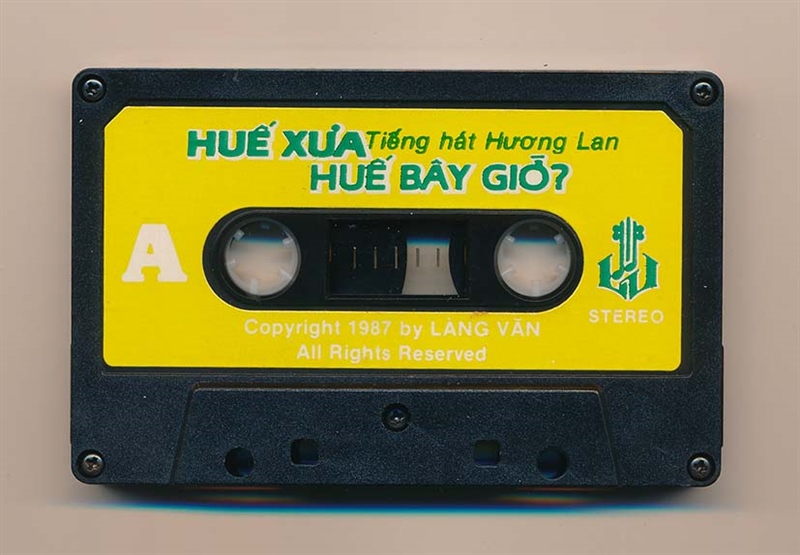 HUẾ XƯA Tiếng hát Hương Lan
HUẾ BÂY GIỜ?
A
STEREO
Copyright 1987 by LÀNG VĂN
All Rights Reserved